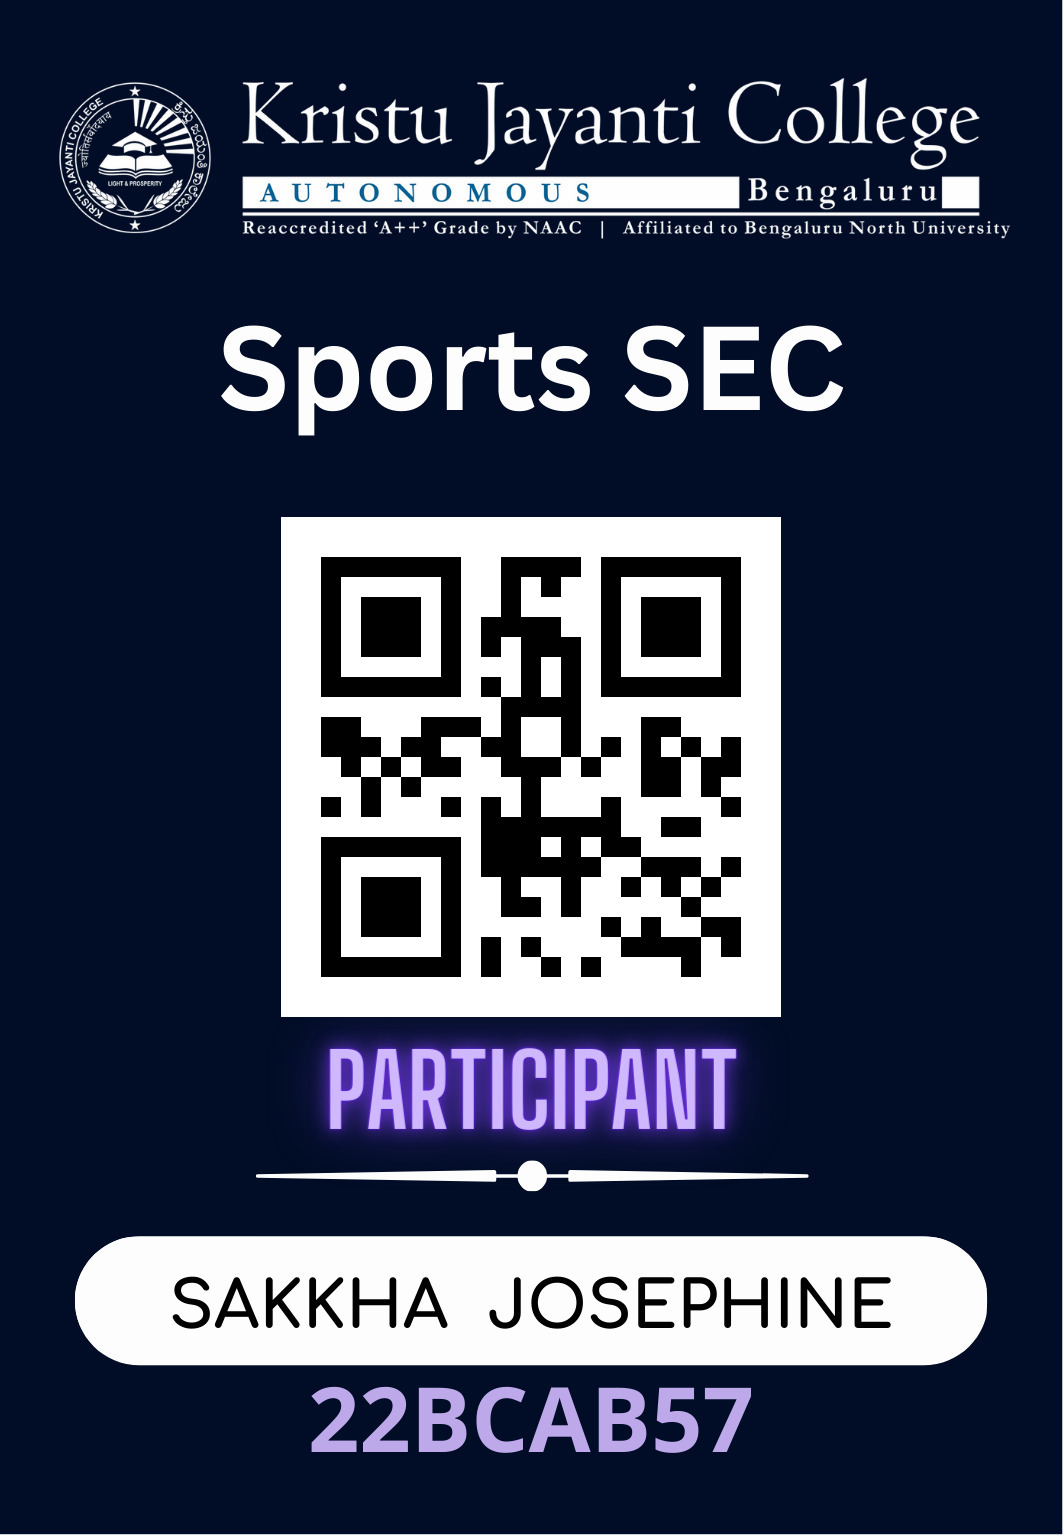 Kristu Jayanti College
AUTONOMOUS Bengaluru
Reaccredited ‘A++’ Grade by NAAC | Affiliated to Bengaluru North University
KRISTU JAYANTI COLLEGE
LIGHT & PROSPERITY
Sports SEC
PARTICIPANT
SAKKHA JOSEPHINE
22BCAB57